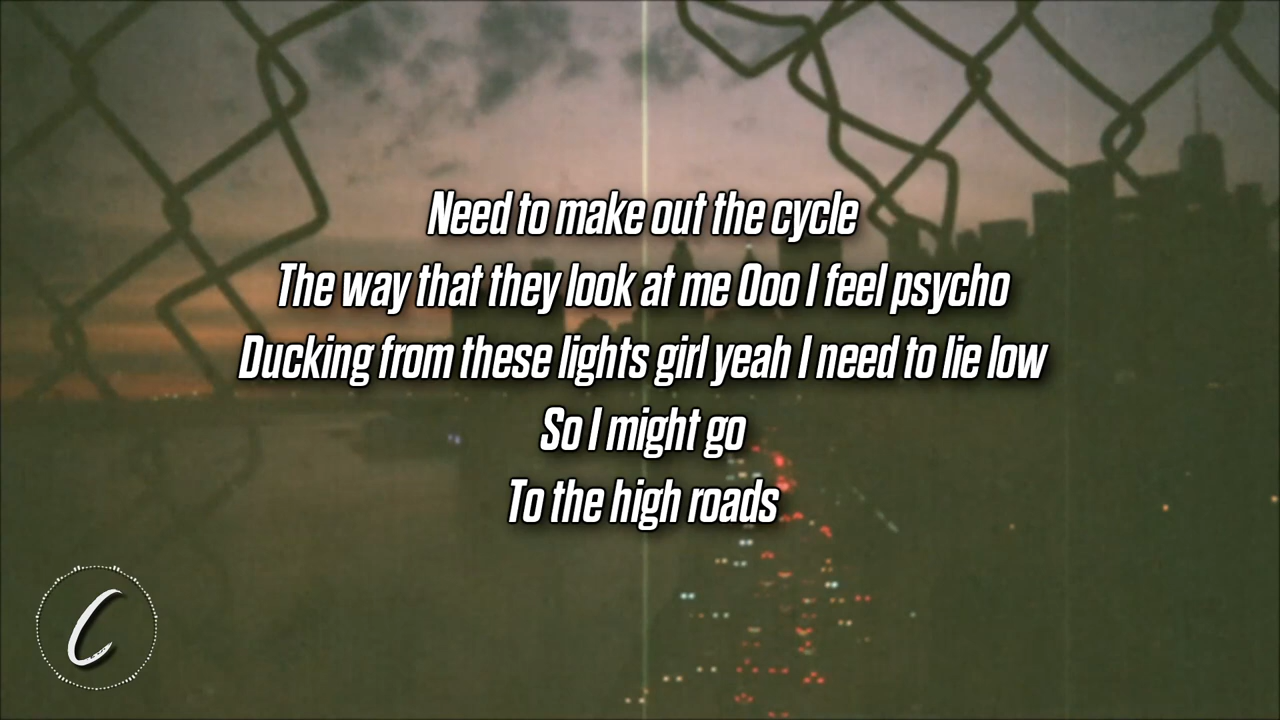 Need to make out the cycle
The way that they look at me Ooo I feel psycho
Ducking from these lights girl yeah I need to lie low
So I might go
To the high roads
C